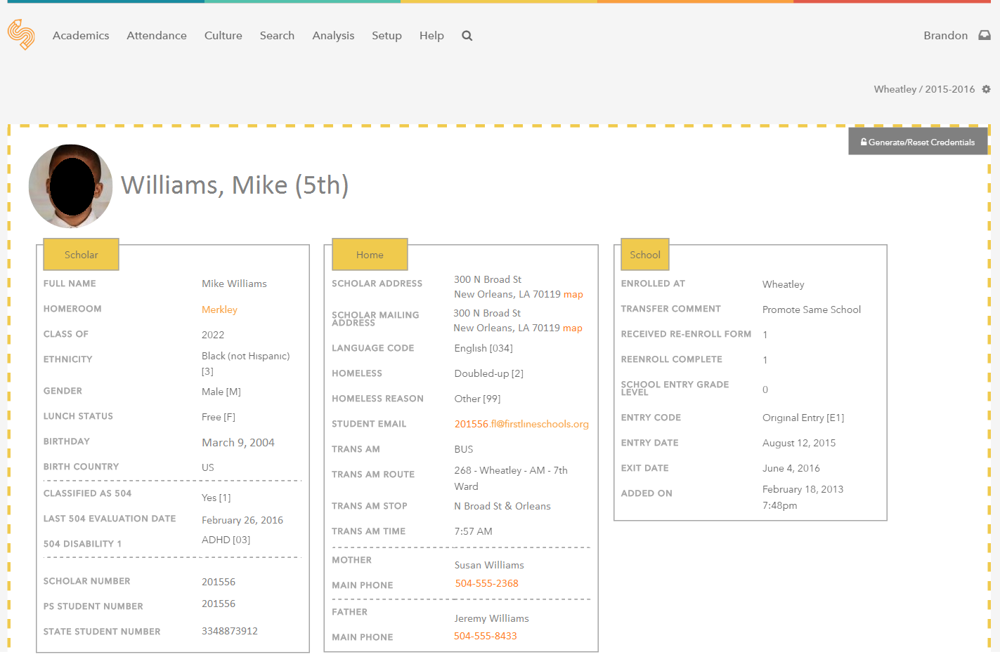 Academics Attendance Culture Search Analysis Setup Help
Brandon
Wheatley / 2015-2016
Generate/Reset Credentials
Williams, Mike (5th)
Scholar
FULL NAME Mike Williams
HOMEROOM Merkley
CLASS OF 2022
ETHNICITY Black (not Hispanic)
[3]
GENDER Male [M]
LUNCH STATUS Free [F]
BIRTHDAY March 9, 2004
BIRTH COUNTRY US
CLASSIFIED AS 504 Yes [1]
LAST 504 EVALUATION DATE February 26, 2016
504 DISABILITY 1 ADHD [03]
SCHOLAR NUMBER 201556
PS STUDENT NUMBER 201556
STATE STUDENT NUMBER 3348873912
Home
SCHOLAR ADDRESS 300 N Broad St
New Orleans, LA 70119 map
SCHOLAR MAILING 300 N Broad St
ADDRESS New Orleans, LA 70119 map
LANGUAGE CODE English [034]
HOMELESS Doubled-up [2]
HOMELESS REASON Other [99]
STUDENT EMAIL 201556.fl@firstlineschools.org
TRANS AM BUS
TRANS AM ROUTE 268 - Wheatley - AM - 7th
Ward
TRANS AM STOP N Broad St & Orleans
TRANS AM TIME 7:57 AM
MOTHER Susan Williams
MAIN PHONE 504-555-2368
FATHER Jeremy Williams
MAIN PHONE 504-555-8433
School
ENROLLED AT Wheatley
TRANSFER COMMENT Promote Same School
RECEIVED RE-ENROLL FORM 1
REENROLL COMPLETE 1
SCHOOL ENTRY GRADE
LEVEL 0
ENTRY CODE Original Entry [E1]
ENTRY DATE August 12, 2015
EXIT DATE June 4, 2016
ADDED ON February 18, 2013
7:48pm